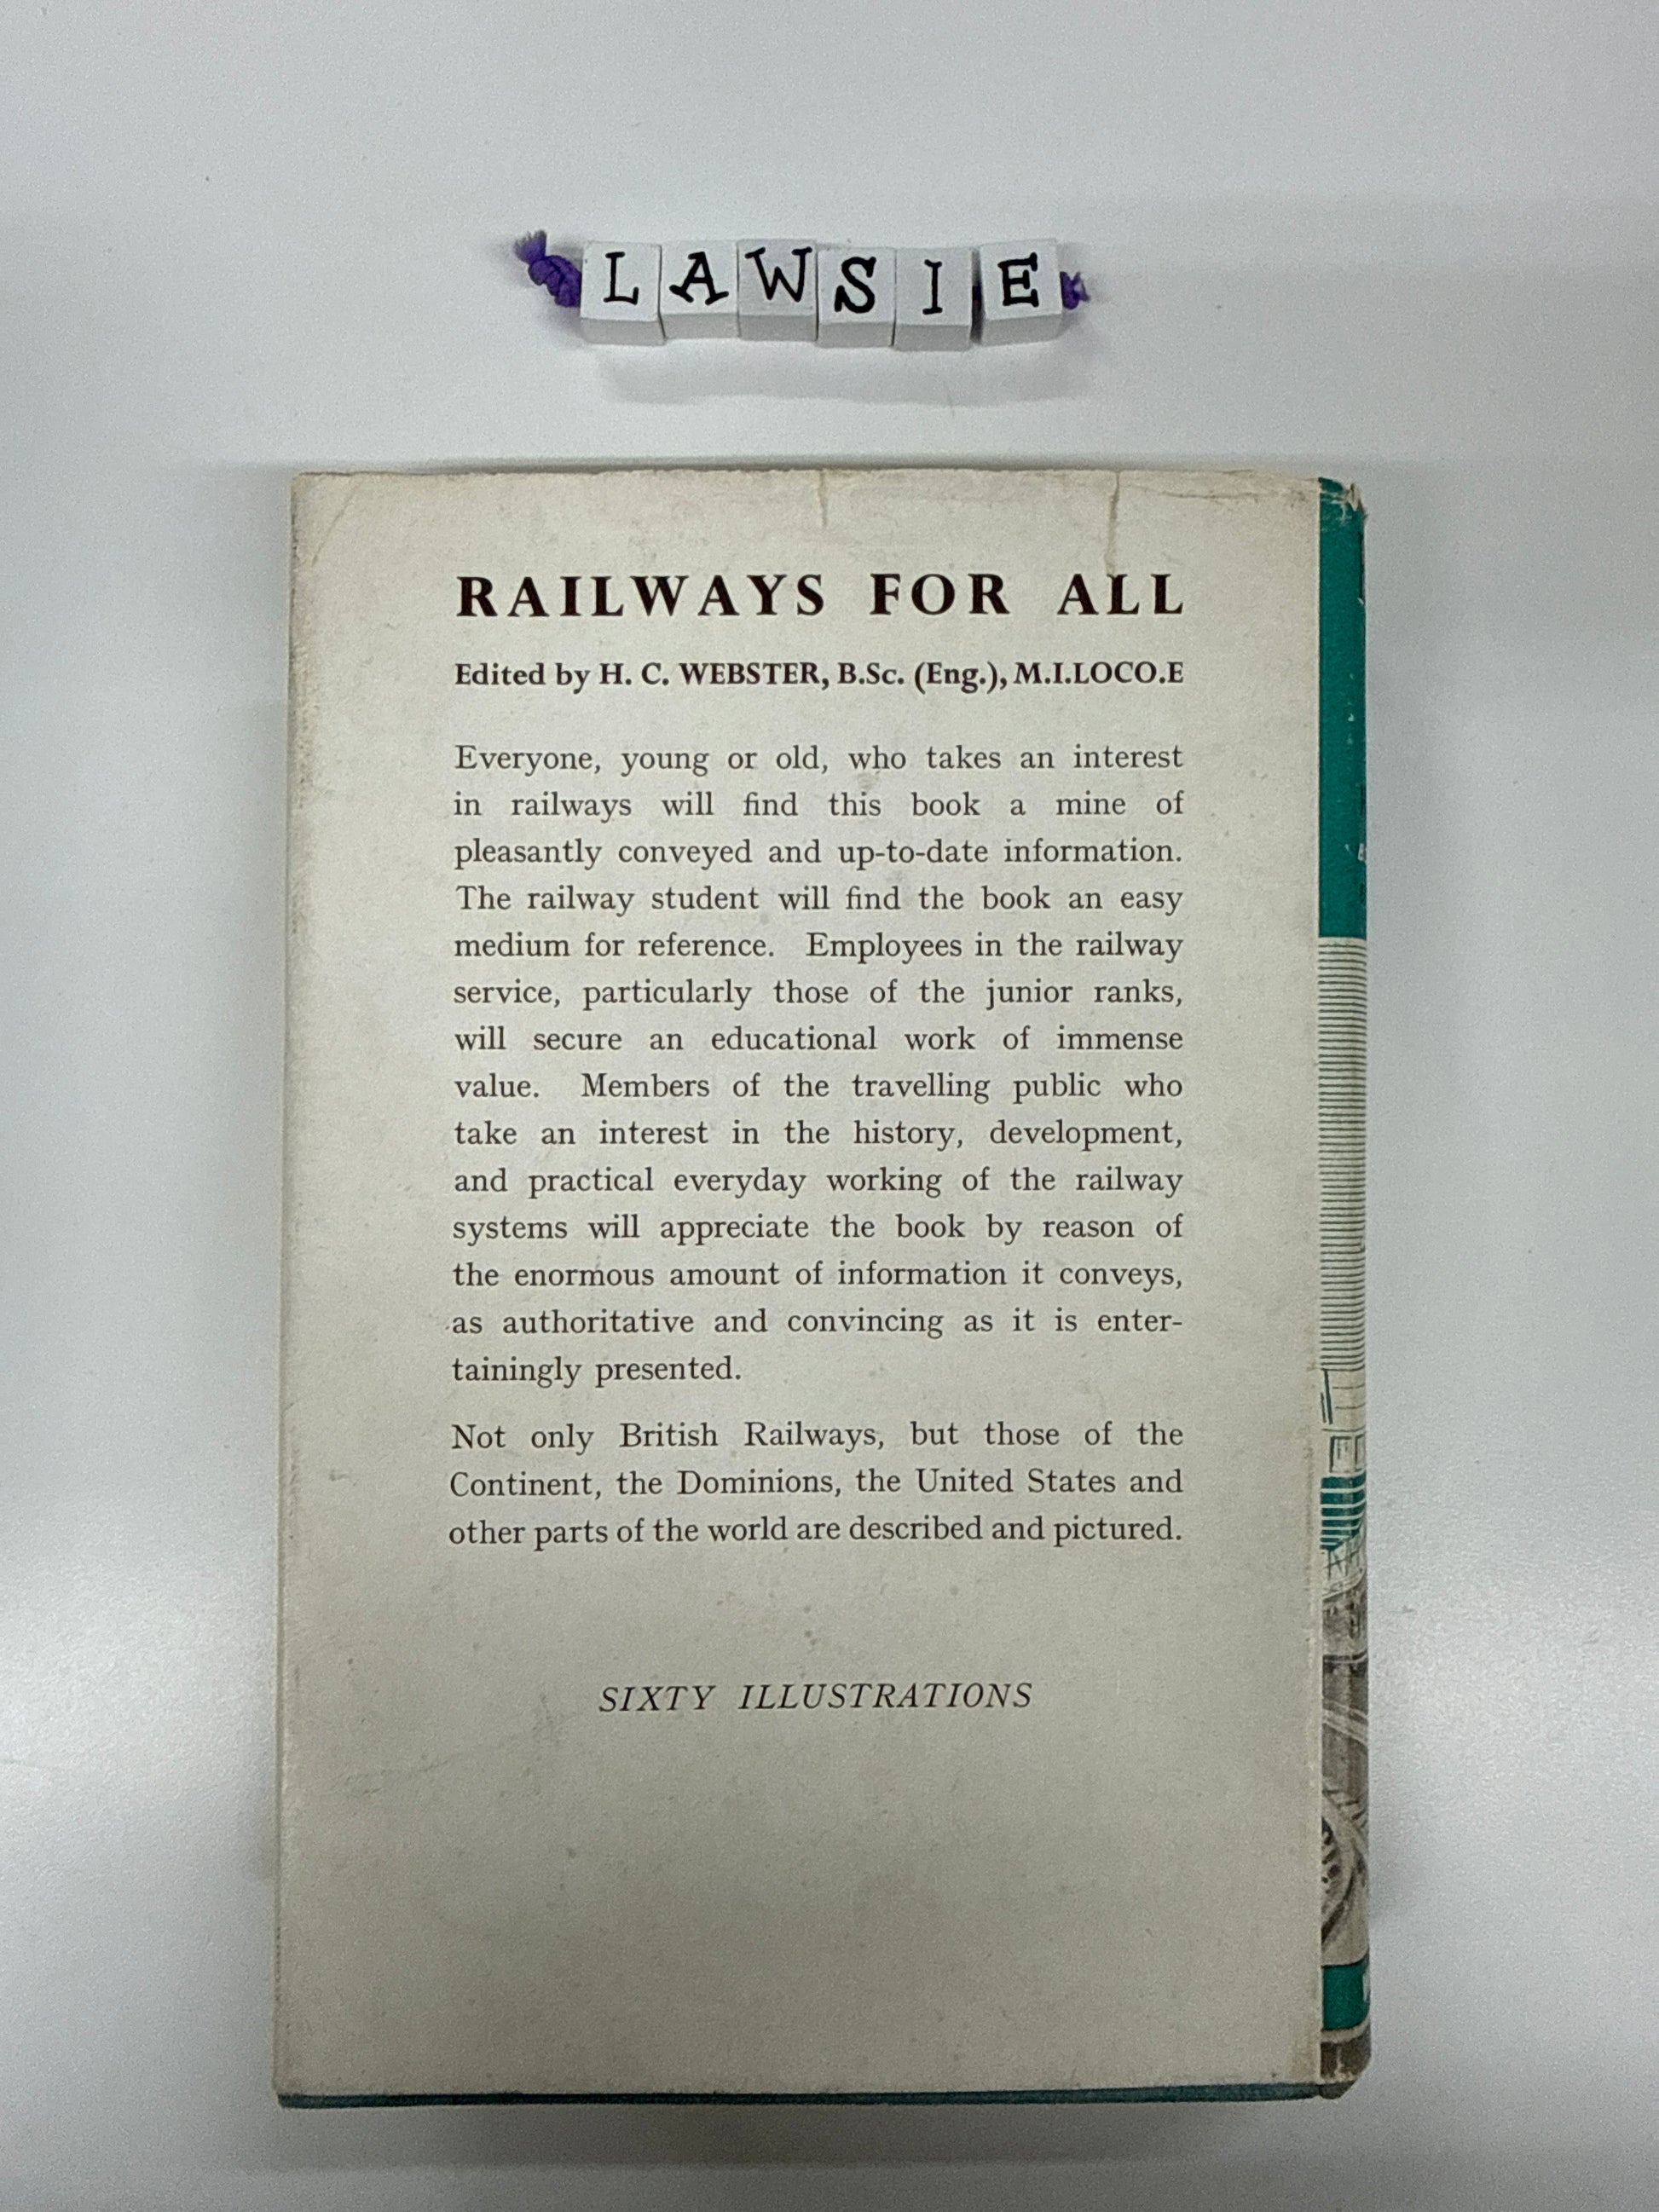 LAWSIE
RAILWAYS FOR ALL
Edited by H. C. WEBSTER, B.Sc. (Eng.), M.I.LOCO.E
Everyone, young or old, who takes an interest
in railways will find this book a mine of
pleasantly conveyed and up-to-date information.
The railway student will find the book an easy
medium for reference. Employees in the railway
service, particularly those of the junior ranks,
will secure an educational work of immense
value. Members of the travelling public who
take an interest in the history, development,
and practical everyday working of the railway
systems will appreciate the book by reason of
the enormous amount of information it conveys,
as authoritative and convincing as it is enter-
tainingly presented.
Not only British Railways, but those of the
Continent, the Dominions, the United States and
other parts of the world are described and pictured.
SIXTY ILLUSTRATIONS